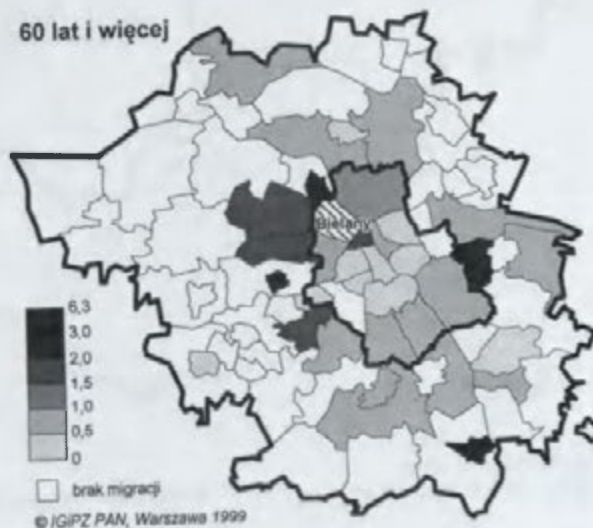 60 lat i więcej
Bielany
6,3
3,0
2,0
1,5
1,0
0,5
0
brak migracji
© IGiPZ PAN, Warszawa 1999